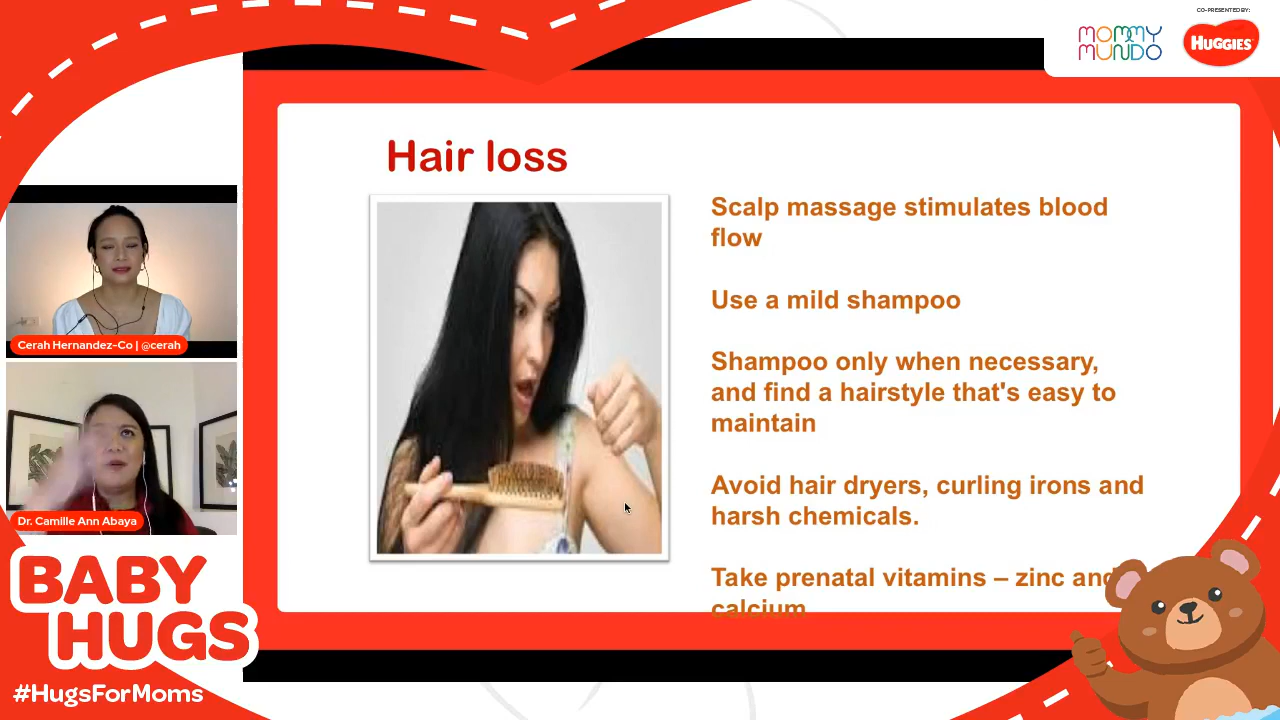 CO-PRESENTED BY:
MOMMY
MUNDO
HUGGIES
Hair loss
Scalp massage stimulates blood
flow
Use a mild shampoo
Shampoo only when necessary,
and find a hairstyle that's easy to
maintain
Avoid hair dryers, curling irons and
harsh chemicals.
Take prenatal vitamins – zinc and
calcium
Cerah Hernandez-Co | @cerah
Dr. Camille Ann Abaya
BABY
HUGS
#HugsForMoms